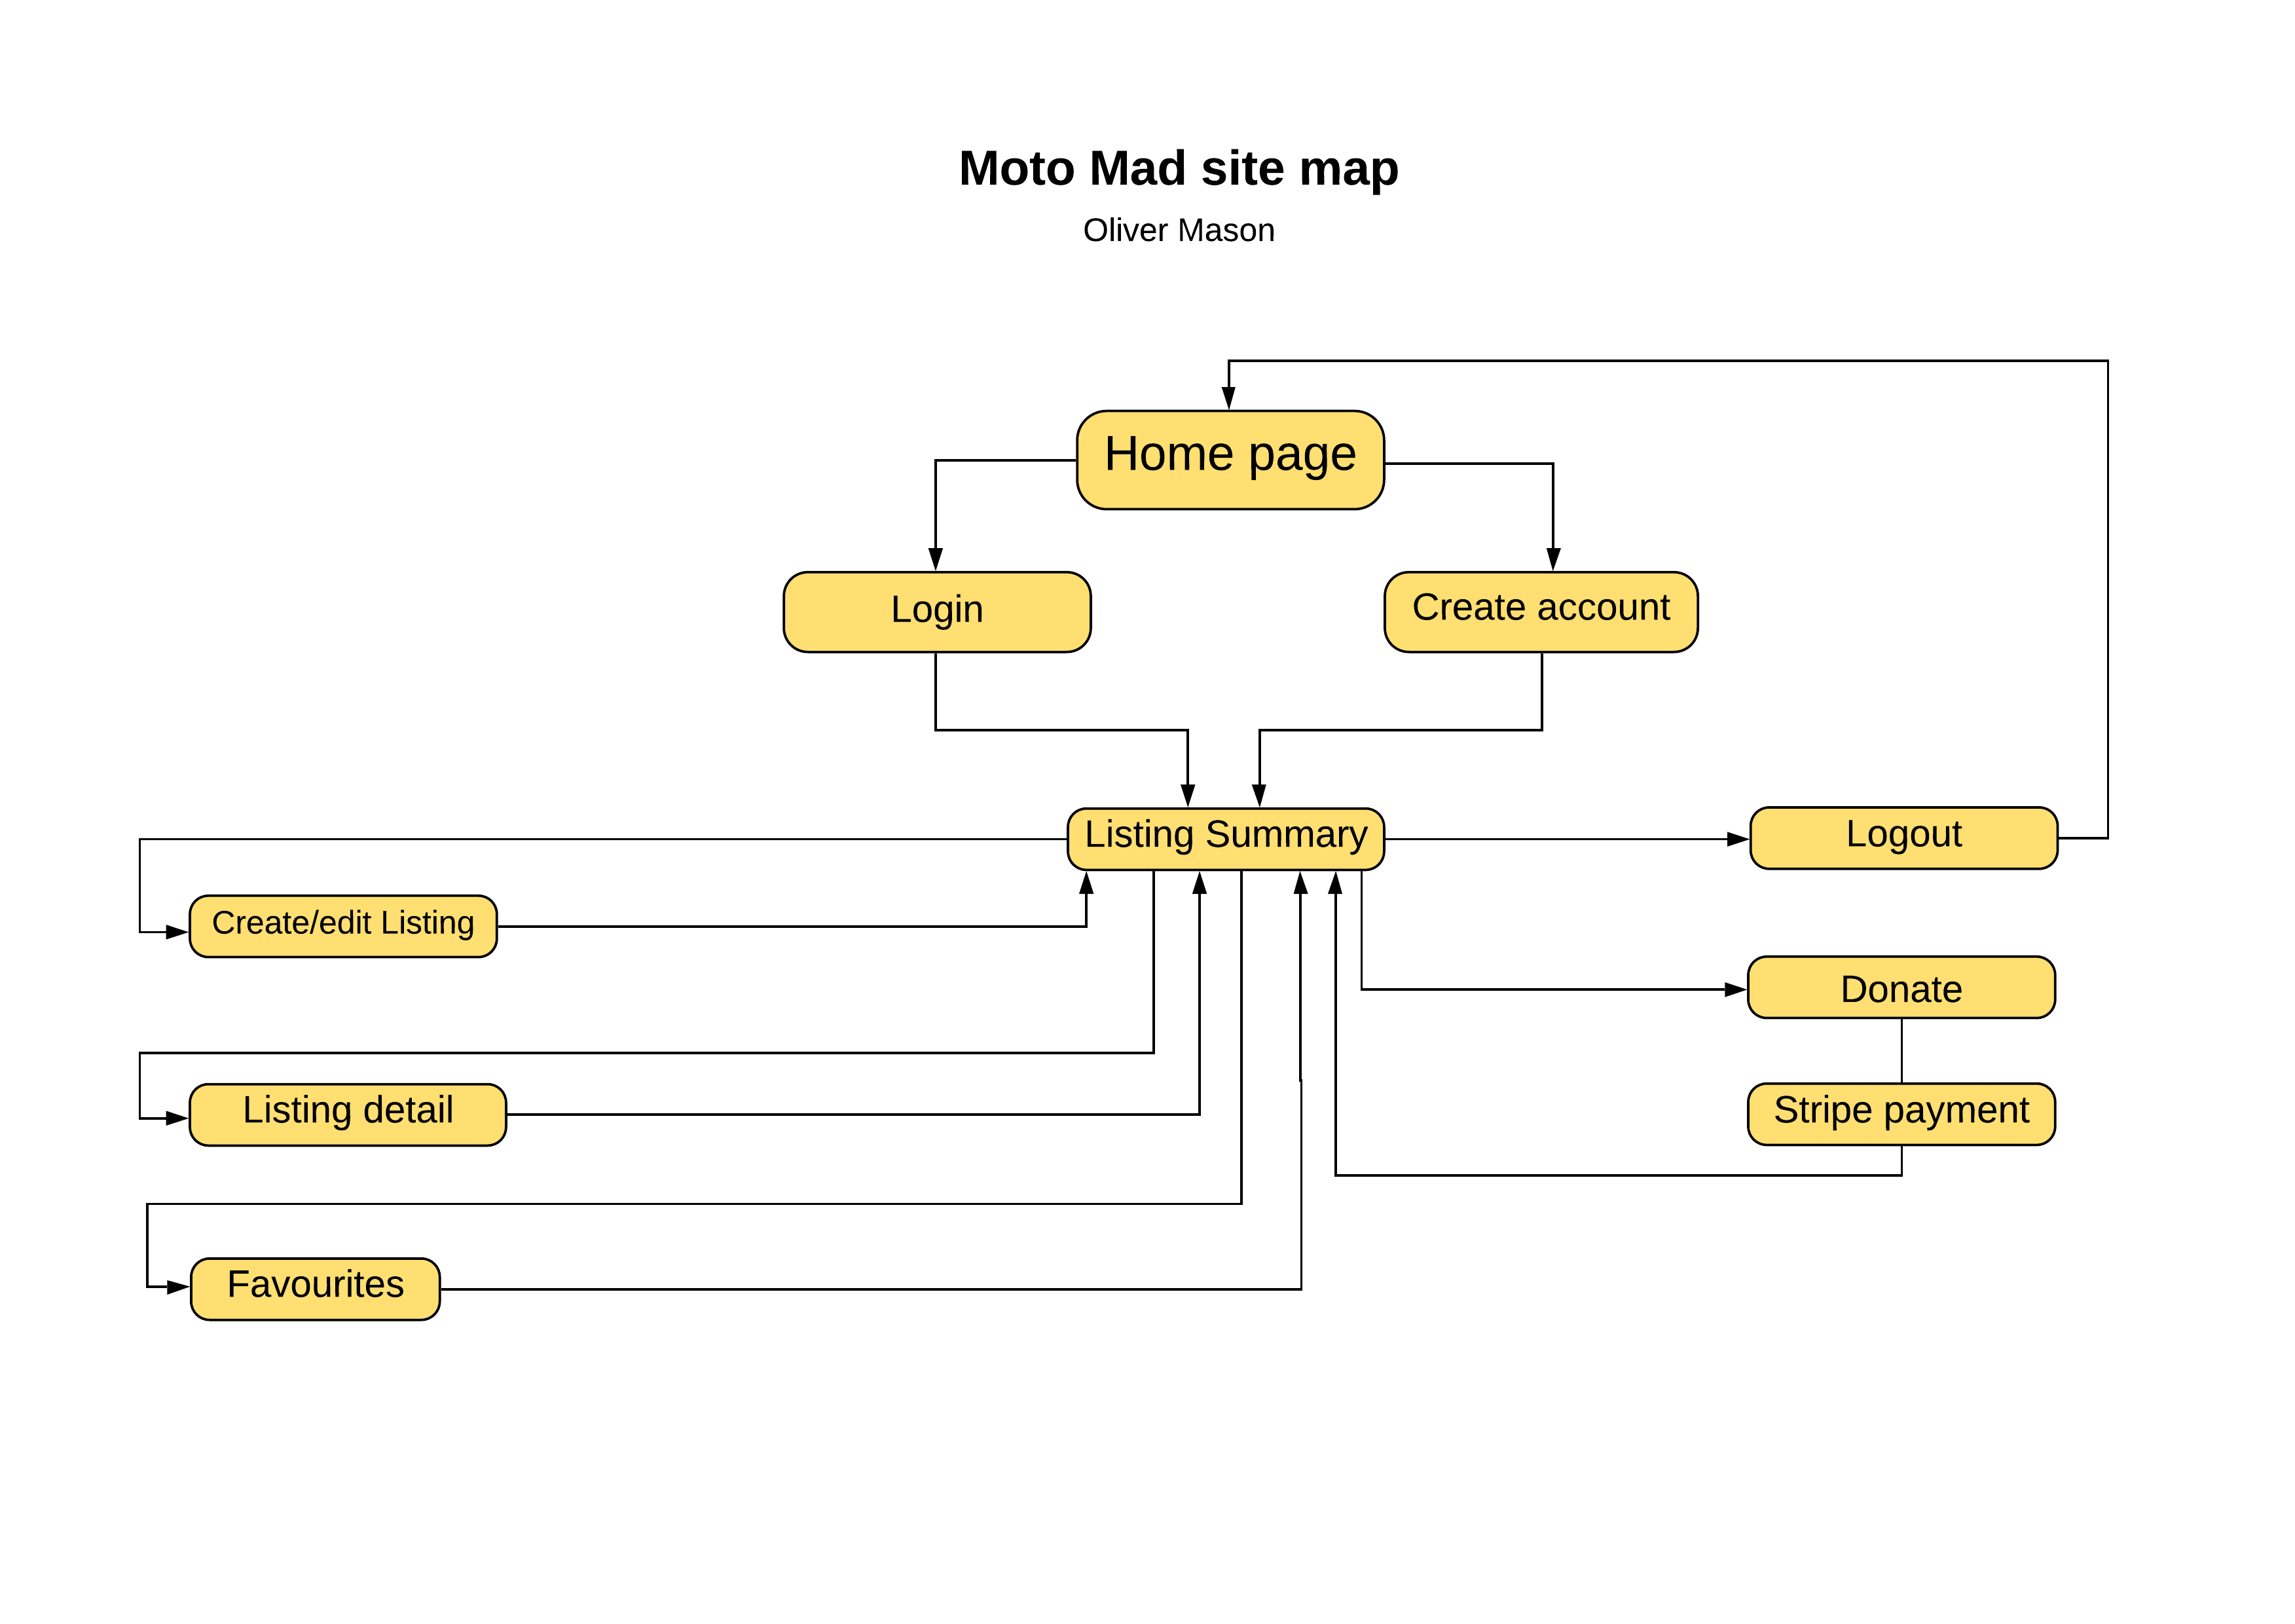 Moto Mad site map
Oliver Mason
Home page
Login
Create account
Listing Summary
Logout
Create/edit Listing
Donate
Listing detail
Stripe payment
Favourites